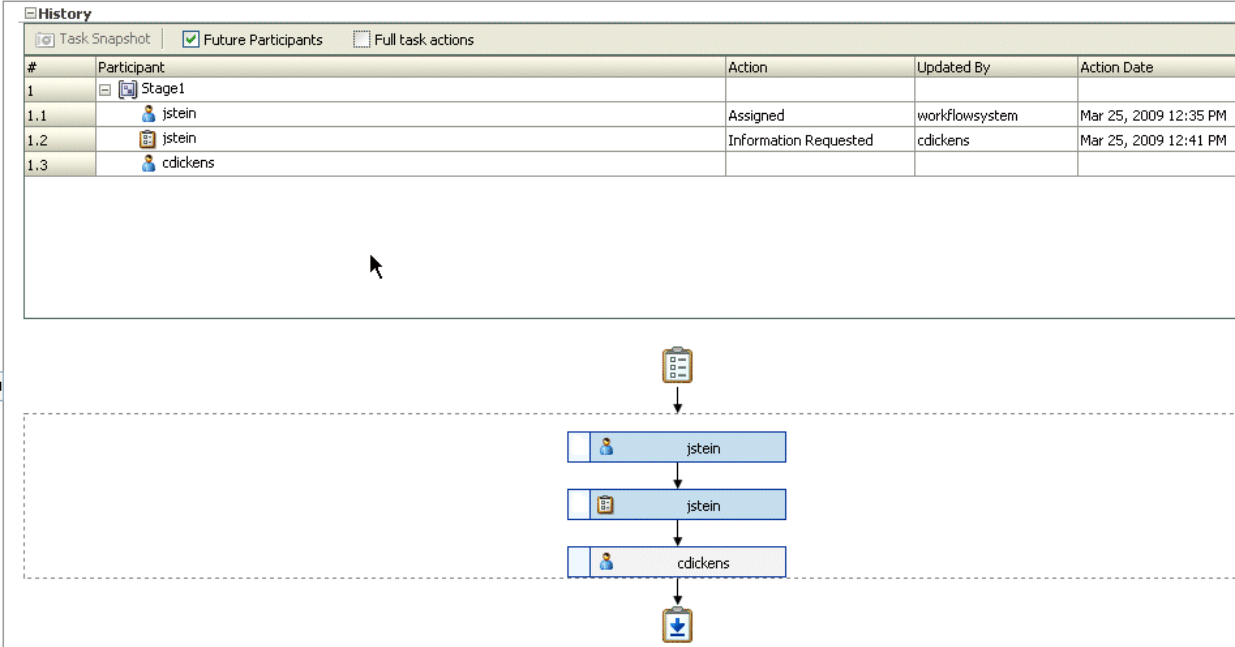 History
Task Snapshot Future Participants Full task actions
# Participant Action Updated By Action Date
1 Stage1
1.1 jstein Assigned workflowsystem Mar 25, 2009 12:35 PM
1.2 jstein Information Requested cdickens Mar 25, 2009 12:41 PM
1.3 cdickens
jstein
jstein
cdickens